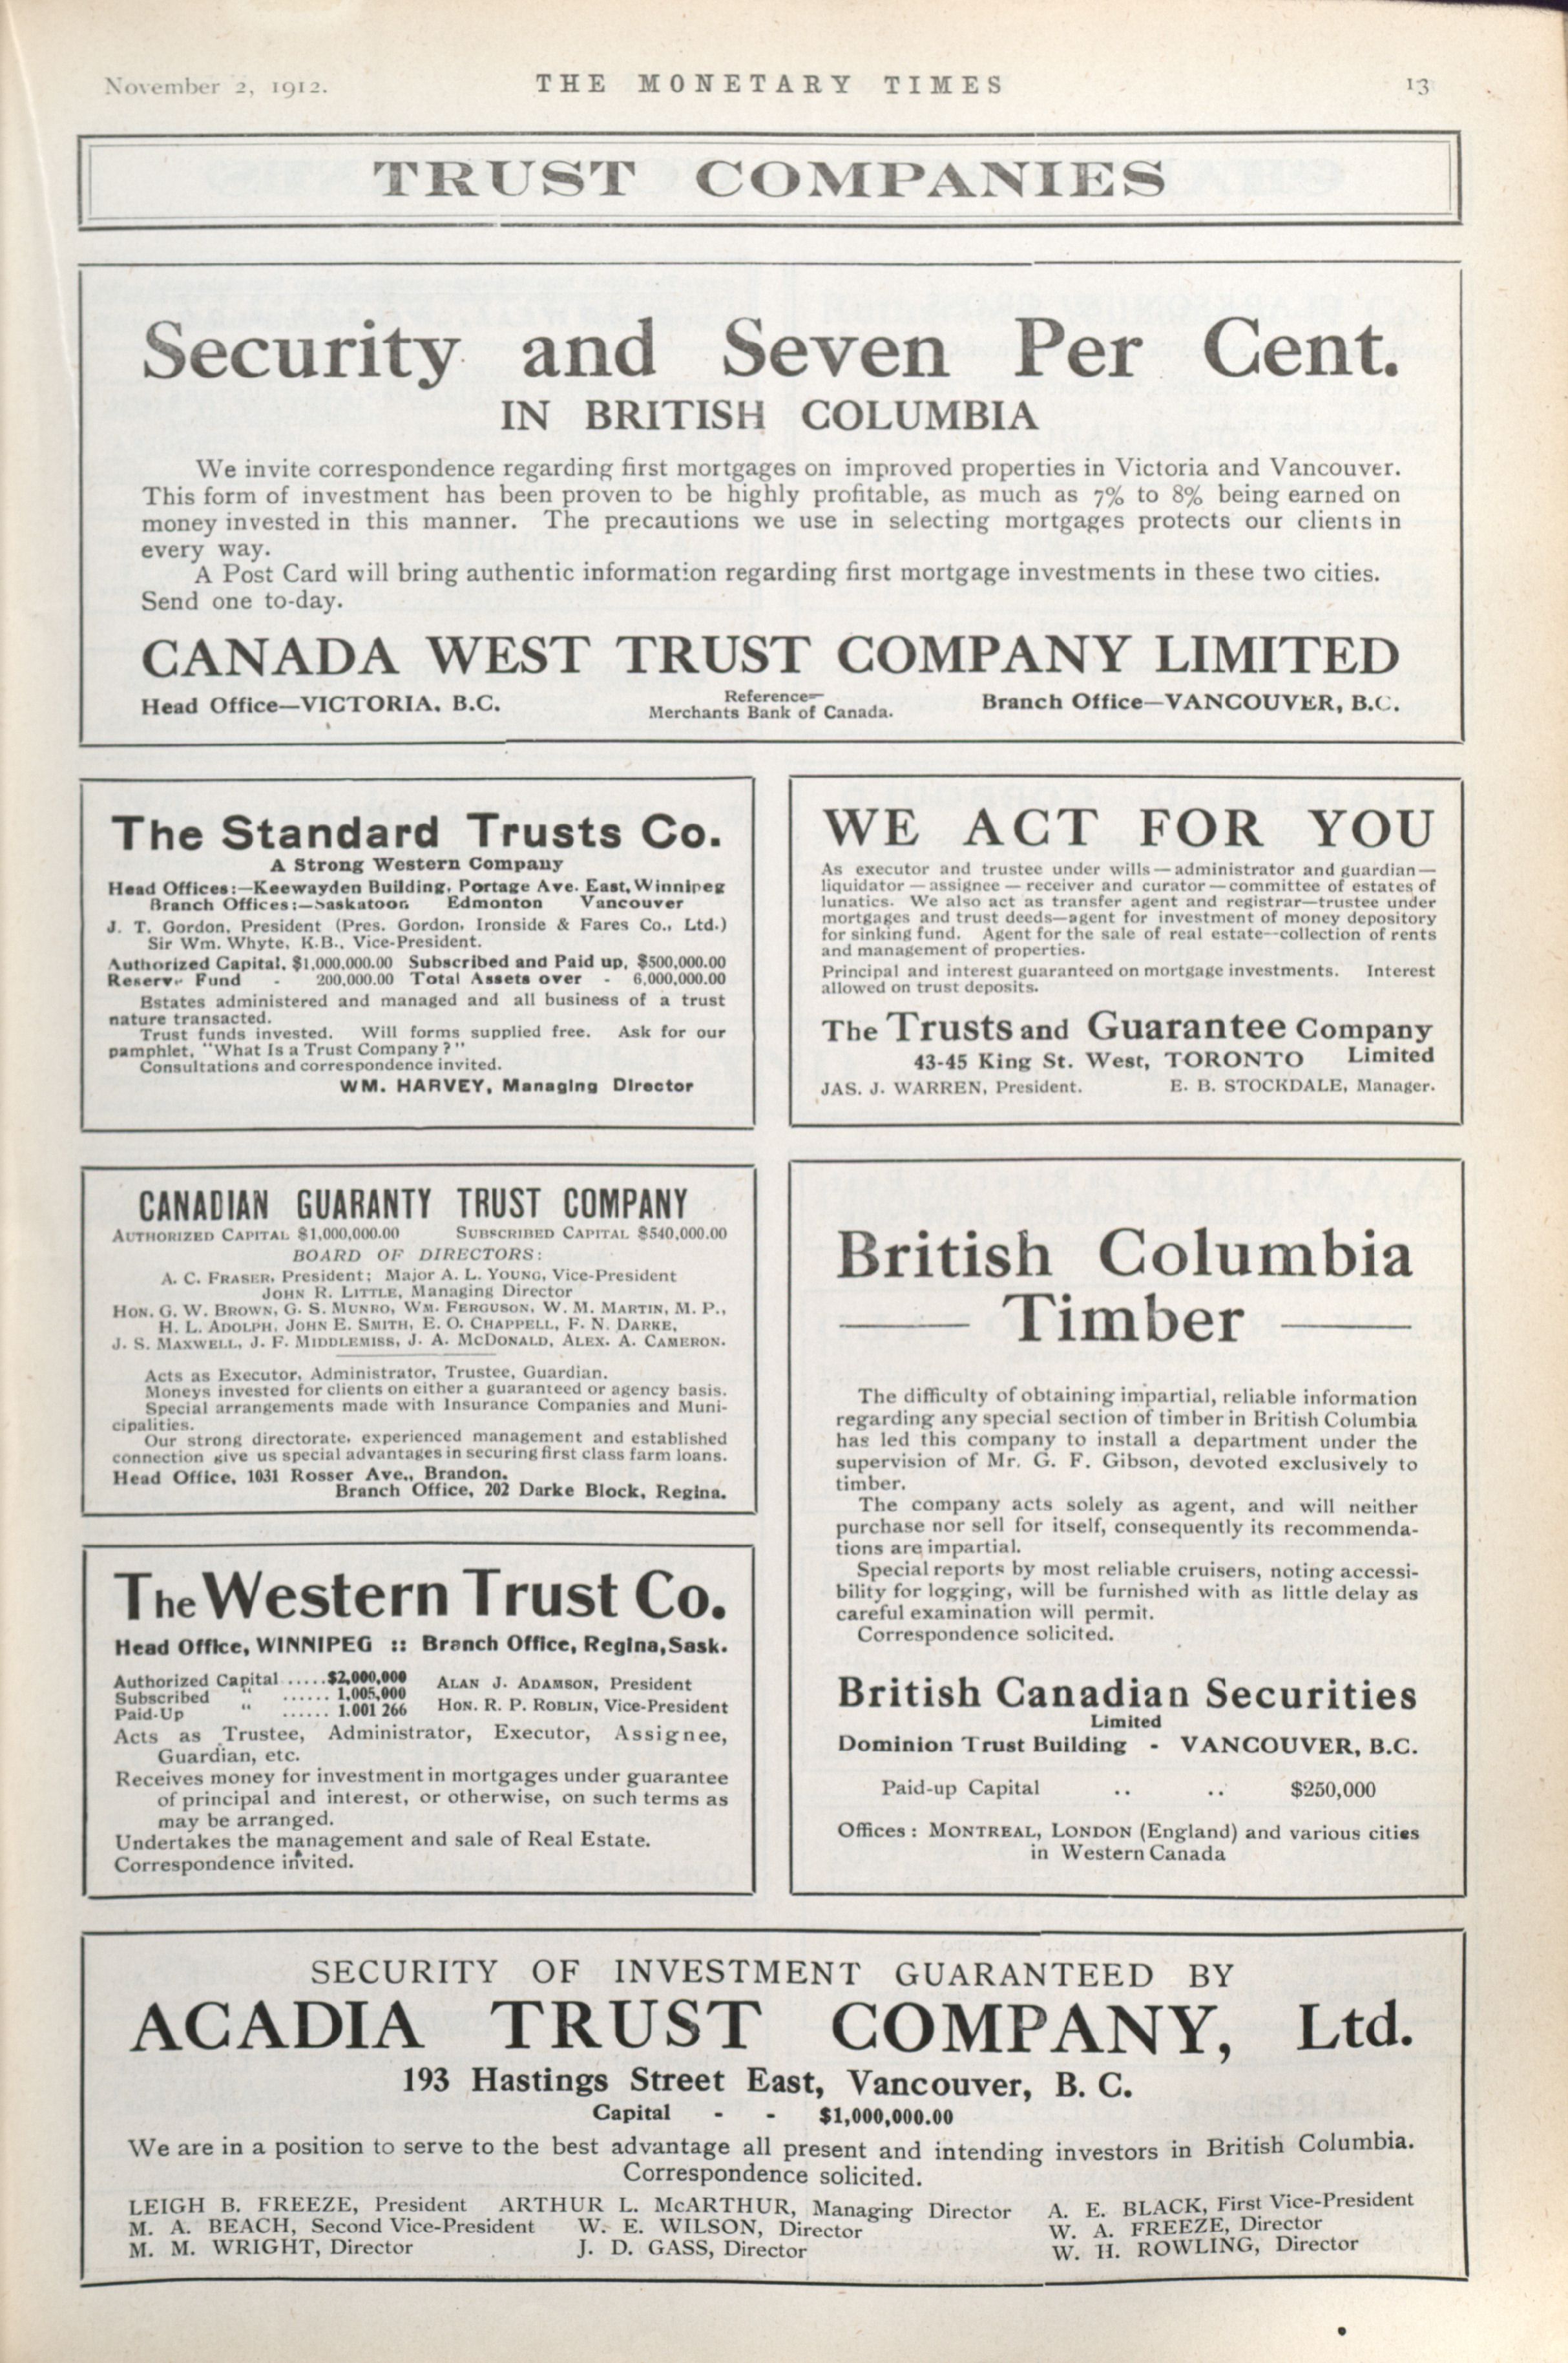 November 2, 1912.
THE MONETARY TIMES
13
TRUST COMPANIES
Security and Seven Per Cent.
IN BRITISH COLUMBIA
We invite correspondence regarding first mortgages on improved properties in Victoria and Vancouver.
This form of investment has been proven to be highly profitable, as much as 7% to 8% being earned on
money invested in this manner. The precautions we use in selecting mortgages protects our clients in
every way.
A Post Card will bring authentic information regarding first mortgage investments in these two cities.
Send one to-day.
CANADA WEST TRUST COMPANY LIMITED
Head Office—VICTORIA. B.C.
Reference—
Merchants Bank of Canada.
Branch Office—VANCOUVER, B.C.
The Standard Trusts Co.
A Strong Western Company
Head Offices:—Keewayden Building, Portage Ave. East, Winnipeg
Branch Offices:—Saskatoon Edmonton Vancouver
J. T. Gordon, President (Pres. Gordon, Ironside & Fares Co., Ltd.)
Sir Wm. Whyte, K.B., Vice-President.
Authorized Capital, $1,000,000.00 Subscribed and Paid up, $500,000.00
Reserve Fund - 200,000.00 Total Assets over - 6,000,000.00
Estates administered and managed and all business of a trust
nature transacted.
Trust funds invested. Will forms supplied free. Ask for our
pamphlet, "What Is a Trust Company?"
Consultations and correspondence invited.
WM. HARVEY, Managing Director
WE ACT FOR YOU
As executor and trustee under wills—administrator and guardian—
liquidator—assignee—receiver and curator—committee of estates of
lunatics. We also act as transfer agent and registrar—trustee under
mortgages and trust deeds—agent for investment of money depository
for sinking fund. Agent for the sale of real estate—collection of rents
and management of properties.
Principal and interest guaranteed on mortgage investments. Interest
allowed on trust deposits.
The Trusts and Guarantee Company
43-45 King St. West, TORONTO Limited
JAS. J. WARREN, President. E. B. STOCKDALE, Manager.
CANADIAN GUARANTY TRUST COMPANY
AUTHORIZED CAPITAL $1,000,000.00 SUBSCRIBED CAPITAL $540,000.00
BOARD OF DIRECTORS:
A. C. FRASER, President; Major A. L. YOUNG, Vice-President
JOHN R. LITTLE, Managing Director
HON. G. W. BROWN, G. S. MUNRO, WM. FERGUSON, W. M. MARTIN, M. P.,
H. L. ADOLPH, JOHN E. SMITH, E. O. CHAPPELL, F. N. DARKE,
J. S. MAXWELL, J. F. MIDDLEMISS, J. A. MCDONALD, ALEX. A. CAMERON.
Acts as Executor, Administrator, Trustee, Guardian.
Moneys invested for clients on either a guaranteed or agency basis.
Special arrangements made with Insurance Companies and Muni-
cipalities.
Our strong directorate, experienced management and established
connection give us special advantages in securing first class farm loans.
Head Office, 1031 Rosser Ave., Brandon.
Branch Office, 202 Darke Block, Regina.
The Western Trust Co.
Head Office, WINNIPEG :: Branch Office, Regina, Sask.
Authorized Capital .....$2,000,000
Subscribed " ...... 1,005,000
Paid-Up " ...... 1.001 266
ALAN J. ADAMSON, President
HON. R. P. ROBLIN, Vice-President
Acts as Trustee, Administrator, Executor, Assignee,
Guardian, etc.
Receives money for investment in mortgages under guarantee
of principal and interest, or otherwise, on such terms as
may be arranged.
Undertakes the management and sale of Real Estate.
Correspondence invited.
British Columbia
Timber
The difficulty of obtaining impartial, reliable information
regarding any special section of timber in British Columbia
has led this company to install a department under the
supervision of Mr. G. F. Gibson, devoted exclusively to
timber.
The company acts solely as agent, and will neither
purchase nor sell for itself, consequently its recommenda-
tions are impartial.
Special reports by most reliable cruisers, noting accessi-
bility for logging, will be furnished with as little delay as
careful examination will permit.
Correspondence solicited.
British Canadian Securities
Limited
Dominion Trust Building - VANCOUVER, B.C.
Paid-up Capital .. .. $250,000
Offices: MONTREAL, LONDON (England) and various cities
in Western Canada
SECURITY OF INVESTMENT GUARANTEED BY
ACADIA TRUST COMPANY, Ltd.
193 Hastings Street East, Vancouver, B. C.
Capital - - $1,000,000.00
We are in a position to serve to the best advantage all present and intending investors in British Columbia.
Correspondence solicited.
LEIGH B. FREEZE, President ARTHUR L. McARTHUR, Managing Director A. E. BLACK, First Vice-President
M. A. BEACH, Second Vice-President W. E. WILSON, Director W. A. FREEZE, Director
M. M. WRIGHT, Director J. D. GASS, Director W. H. ROWLING, Director